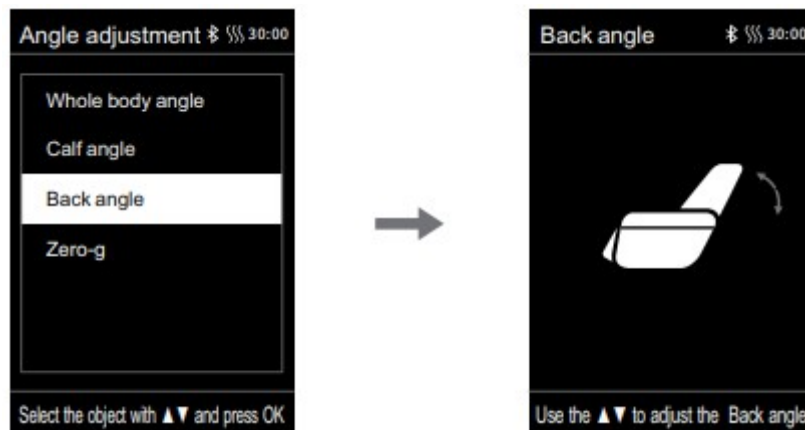 Angle adjustment 30:00
Whole body angle
Calf angle
Back angle
Zero-g
Select the object with ▲▼ and press OK
Back angle 30:00
Use the ▲▼ to adjust the Back angle